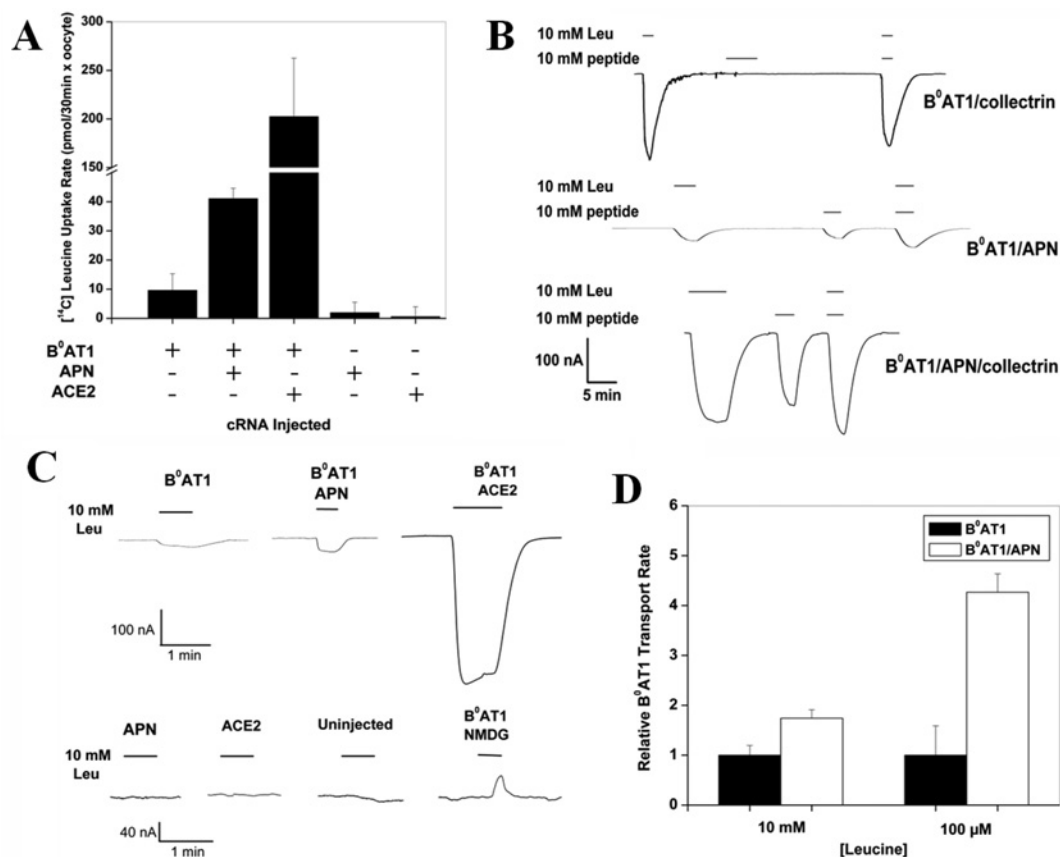 A
[¹⁴C] Leucine Uptake Rate (pmol/30min x oocyte)
300
250
200
150
40
30
20
10
0
B⁰AT1 + + + - -
APN - + - + -
ACE2 - - + - +
cRNA Injected
B
10 mM Leu
10 mM peptide
B⁰AT1/collectrin
10 mM Leu
10 mM peptide
B⁰AT1/APN
10 mM Leu
10 mM peptide
B⁰AT1/APN/collectrin
100 nA
5 min
C
B⁰AT1
B⁰AT1
APN
B⁰AT1
ACE2
10 mM
Leu
100 nA
1 min
APN
ACE2
Uninjected
B⁰AT1
NMDG
10 mM
Leu
40 nA
1 min
D
Relative B⁰AT1 Transport Rate
6
5
4
3
2
1
0
B⁰AT1
B⁰AT1/APN
10 mM
100 µM
[Leucine]